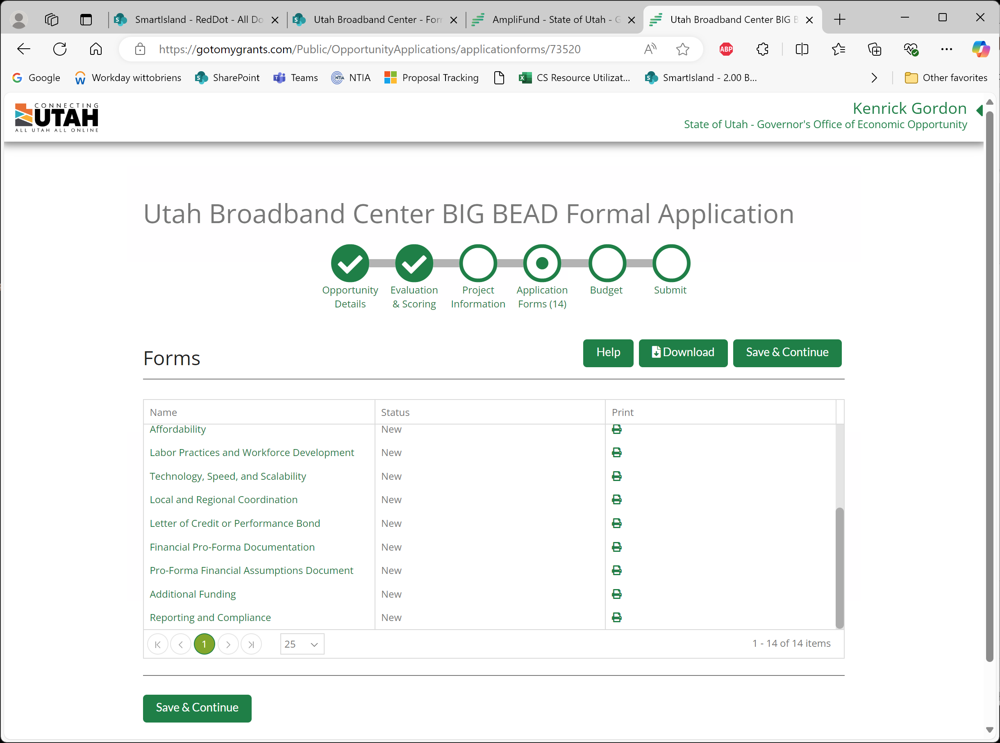 SmartIsland - RedDot - All Do
Utah Broadband Center - For
AmpliFund - State of Utah - G
Utah Broadband Center BIG B
https://gotomygrants.com/Public/OpportunityApplications/applicationforms/73520
ABP
Google
Workday wittobriens
SharePoint
Teams
NTIA
Proposal Tracking
CS Resource Utilizat...
SmartIsland - 2.00 B...
Other favorites
CONNECTING
UTAH
ALL UTAH ALL ONLINE
Kenrick Gordon
State of Utah - Governor's Office of Economic Opportunity
Utah Broadband Center BIG BEAD Formal Application
Opportunity Details
Evaluation & Scoring
Project Information
Application Forms (14)
Budget
Submit
Forms
Help
Download
Save & Continue
Name Status Print
Affordability New
Labor Practices and Workforce Development New
Technology, Speed, and Scalability New
Local and Regional Coordination New
Letter of Credit or Performance Bond New
Financial Pro-Forma Documentation New
Pro-Forma Financial Assumptions Document New
Additional Funding New
Reporting and Compliance New
1
25
1 - 14 of 14 items
Save & Continue